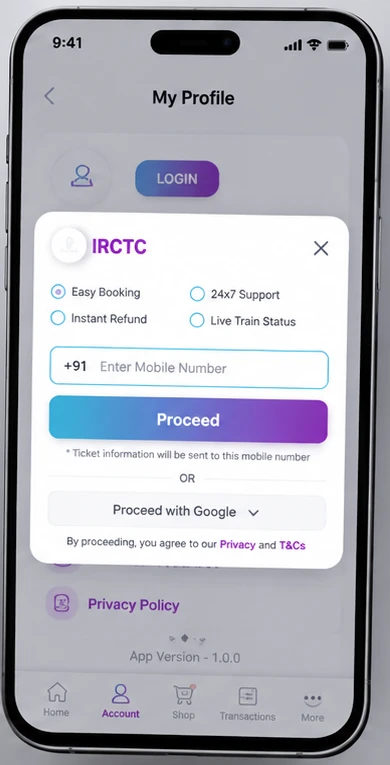 9:41
My Profile
LOGIN
IRCTC
Easy Booking
24x7 Support
Instant Refund
Live Train Status
+91 Enter Mobile Number
Proceed
* Ticket information will be sent to this mobile number
OR
Proceed with Google
By proceeding, you agree to our Privacy and T&Cs
Privacy Policy
App Version - 1.0.0
Home
Account
Shop
Transactions
More